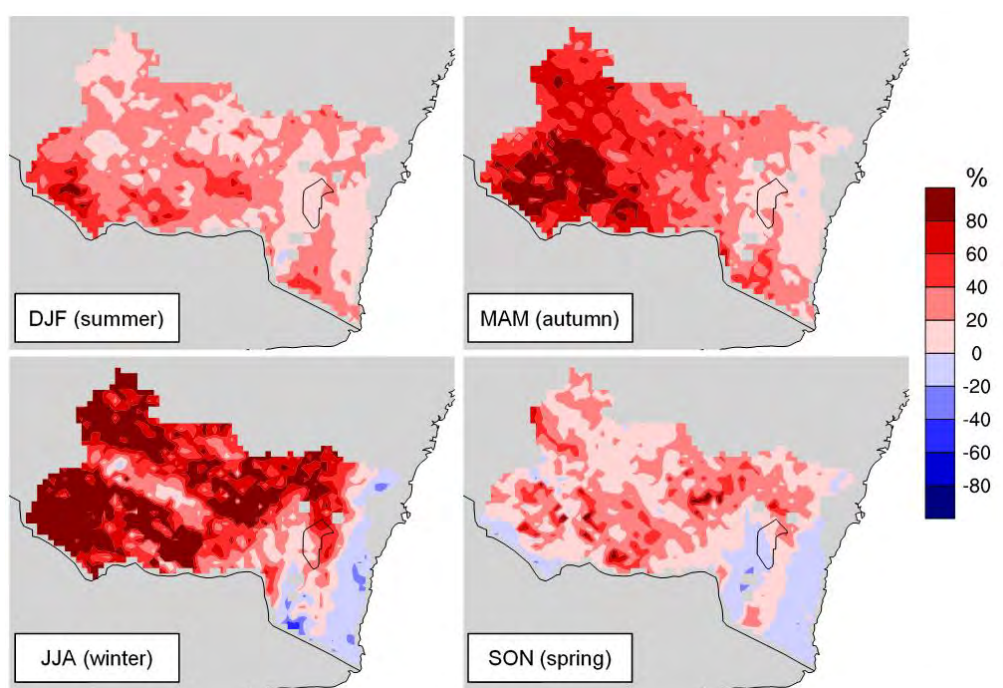 DJF (summer)
MAM (autumn)
%
80
60
40
20
0
-20
-40
-60
-80
JJA (winter)
SON (spring)